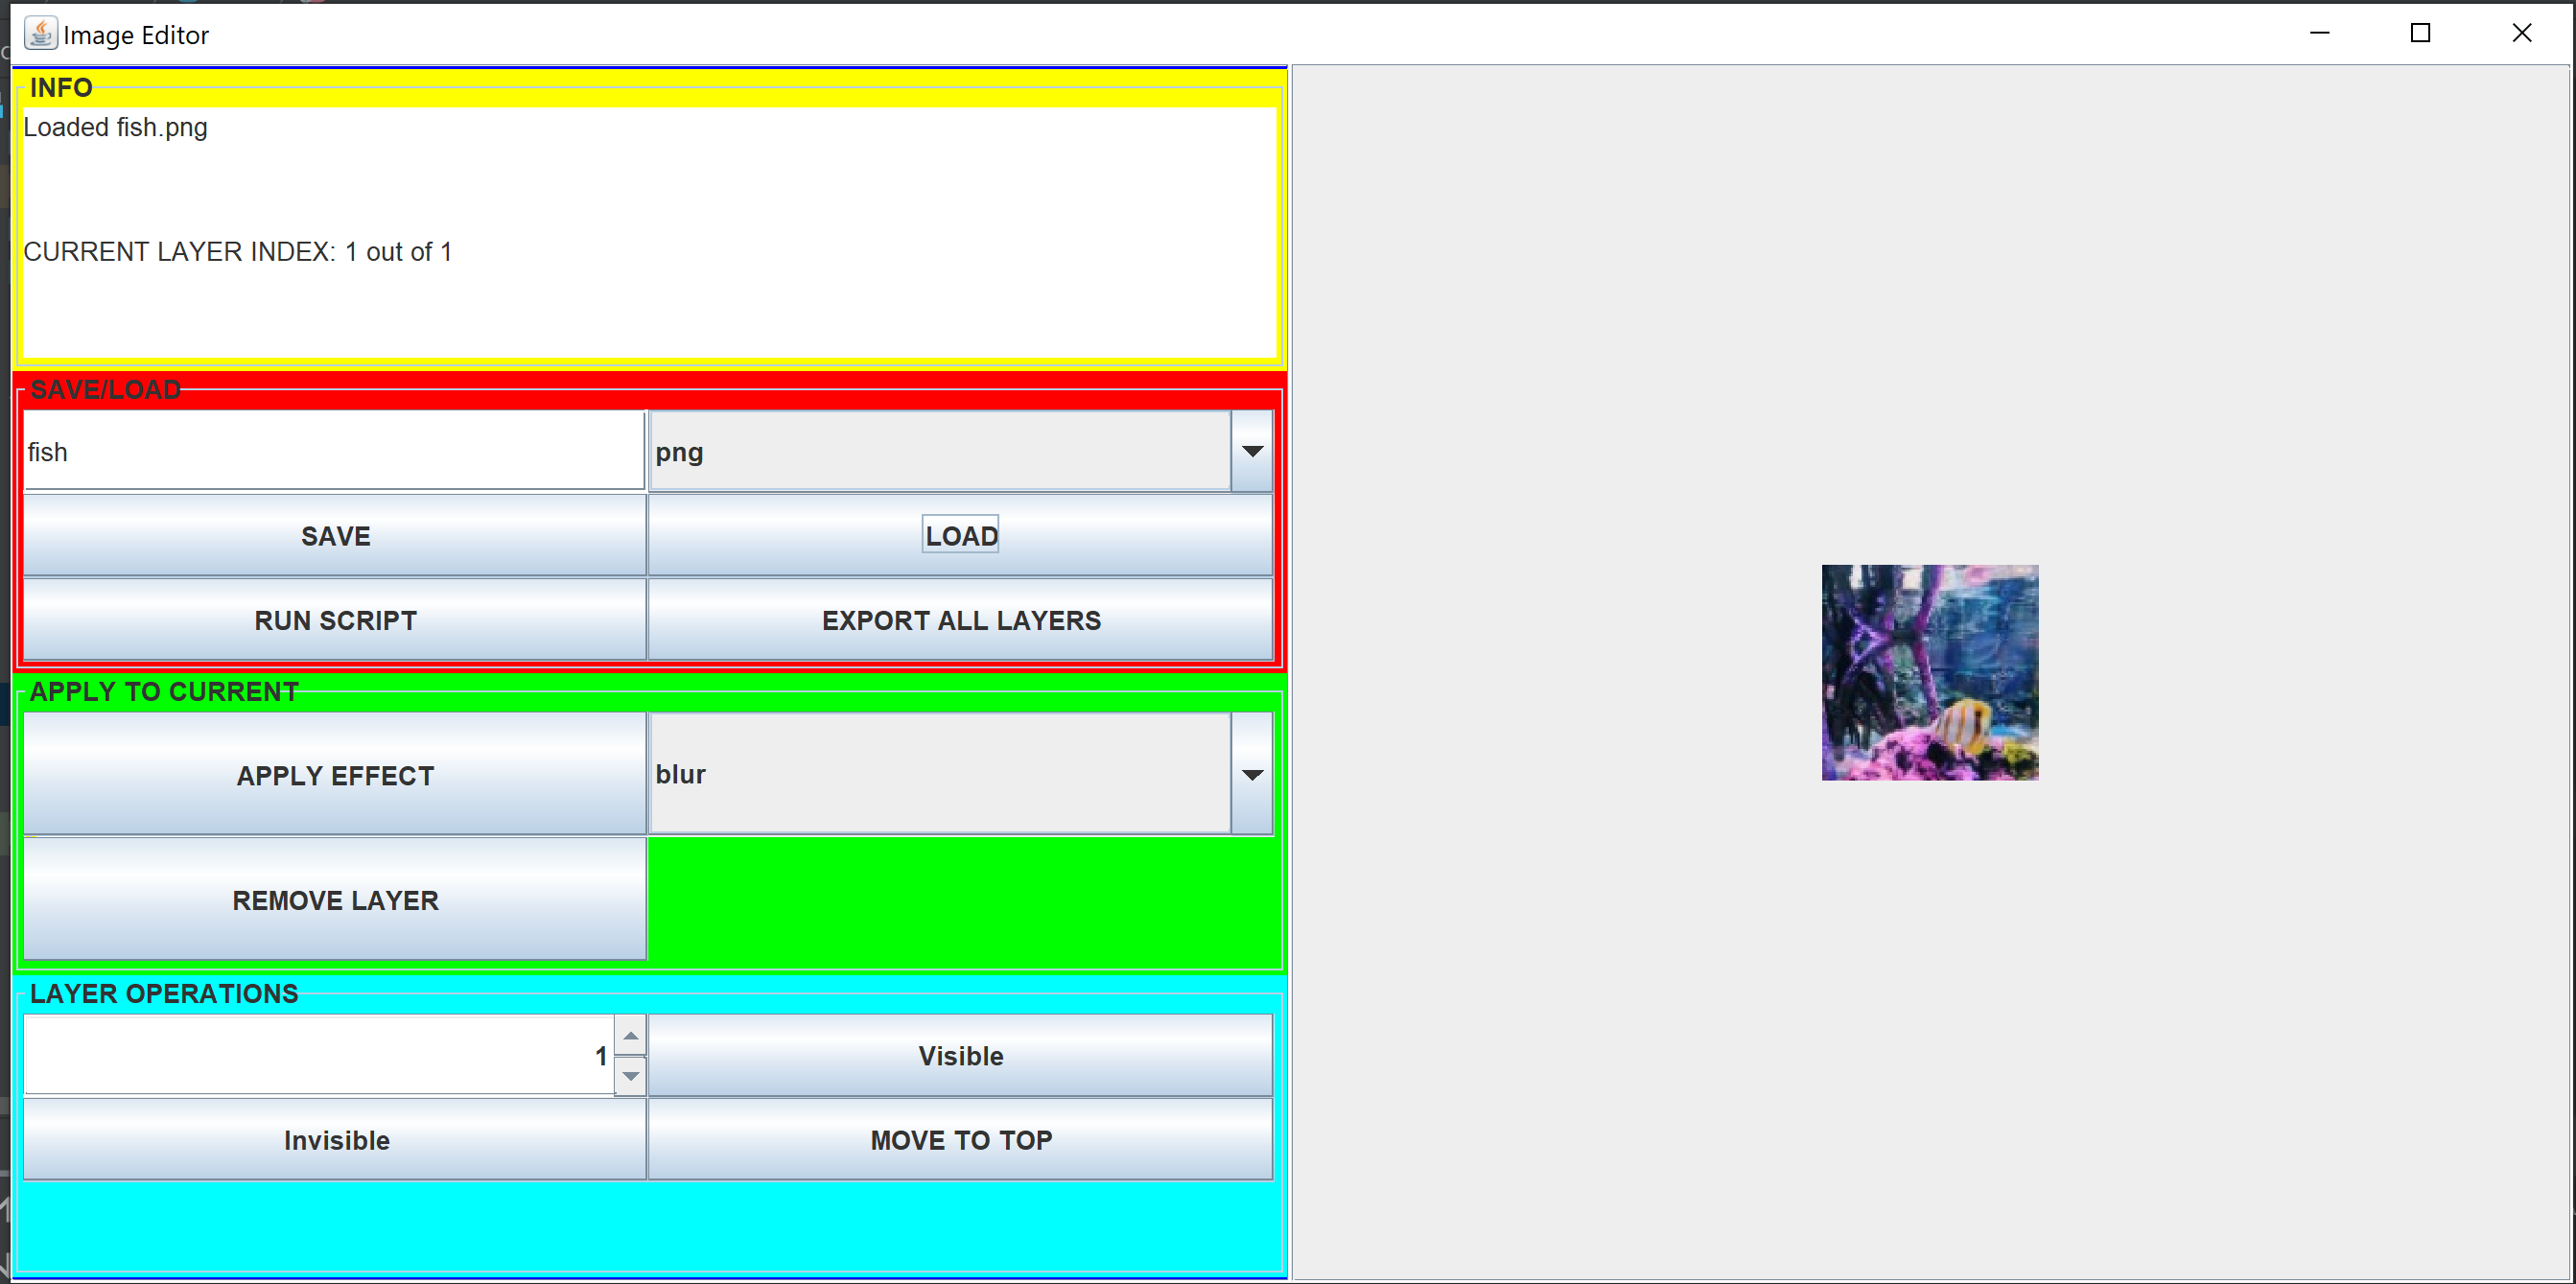 Image Editor
INFO
Loaded fish.png
CURRENT LAYER INDEX: 1 out of 1
SAVE/LOAD
fish png
SAVE LOAD
RUN SCRIPT EXPORT ALL LAYERS
APPLY TO CURRENT
APPLY EFFECT blur
REMOVE LAYER
LAYER OPERATIONS
1 Visible
Invisible MOVE TO TOP